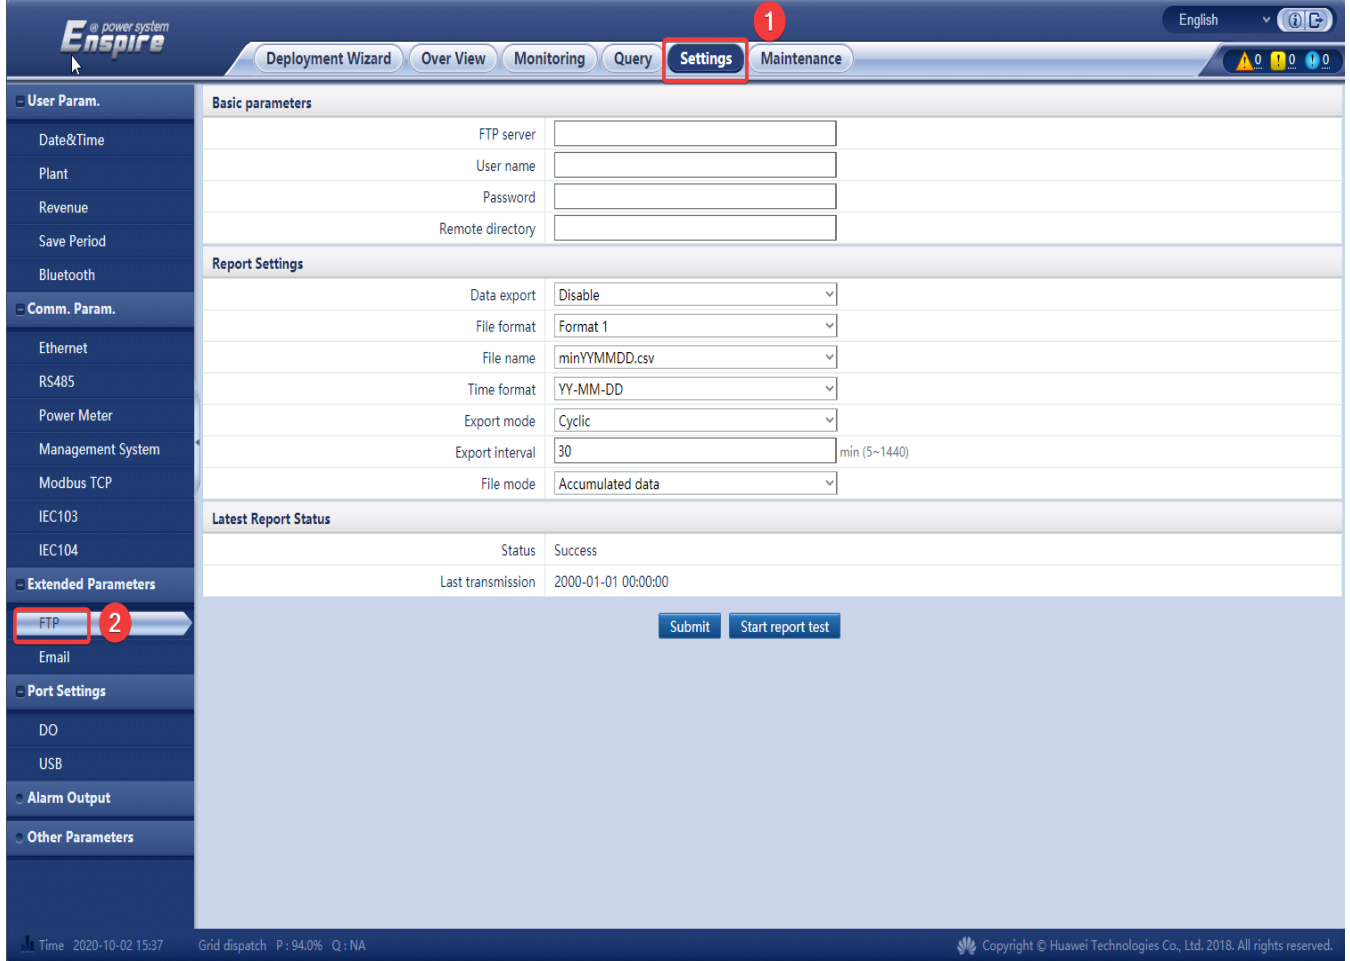 @ power system
Enspire
1
English
Deployment Wizard
Over View
Monitoring
Query
Settings
Maintenance
0
0
0
User Param.
Date&Time
Plant
Revenue
Save Period
Bluetooth
Comm. Param.
Ethernet
RS485
Power Meter
Management System
Modbus TCP
IEC103
IEC104
Extended Parameters
FTP
2
Email
Port Settings
DO
USB
Alarm Output
Other Parameters
Basic parameters
FTP server
User name
Password
Remote directory
Report Settings
Data export Disable
File format Format 1
File name minYYMMDD.csv
Time format YY-MM-DD
Export mode Cyclic
Export interval 30 min (5~1440)
File mode Accumulated data
Latest Report Status
Status Success
Last transmission 2000-01-01 00:00:00
Submit
Start report test
Time 2020-10-02 15:37
Grid dispatch P : 94.0% Q : NA
Copyright © Huawei Technologies Co., Ltd. 2018. All rights reserved.